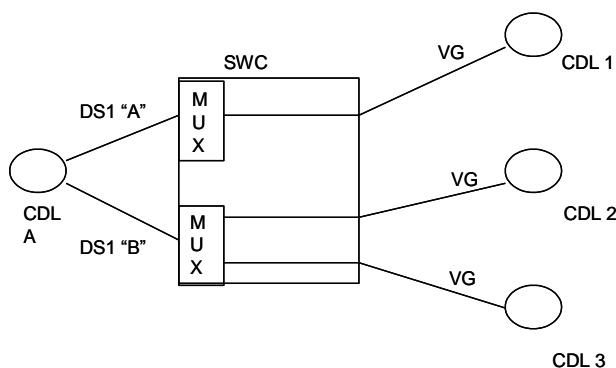 VG
SWC
CDL 1
M
U
X
DS1 “A”
VG
CDL
A
CDL 2
M
U
X
DS1 “B”
VG
CDL 3